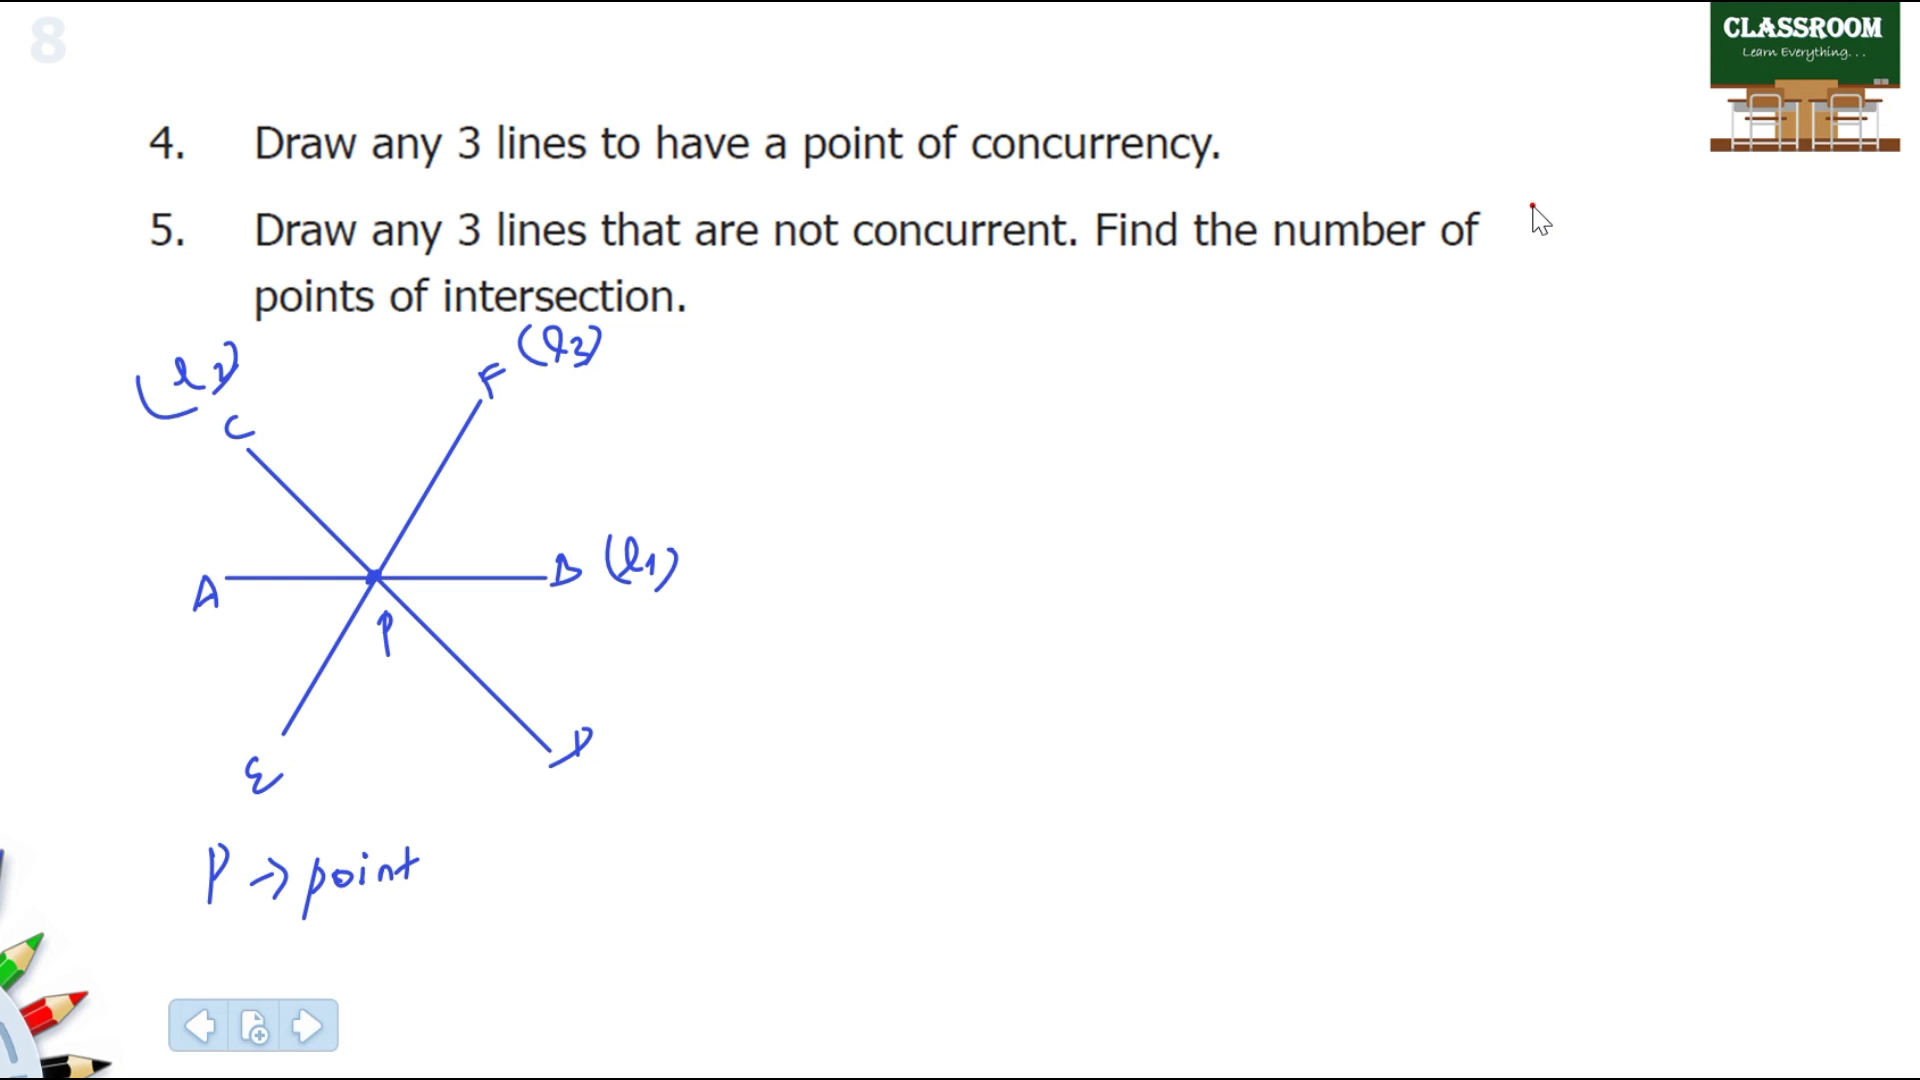 8
CLASSROOM
Learn Everything. . .
4. Draw any 3 lines to have a point of concurrency.
5. Draw any 3 lines that are not concurrent. Find the number of
points of intersection.
(l3)
F
(l2)
C
A
B (l1)
P
E
D
P -> point